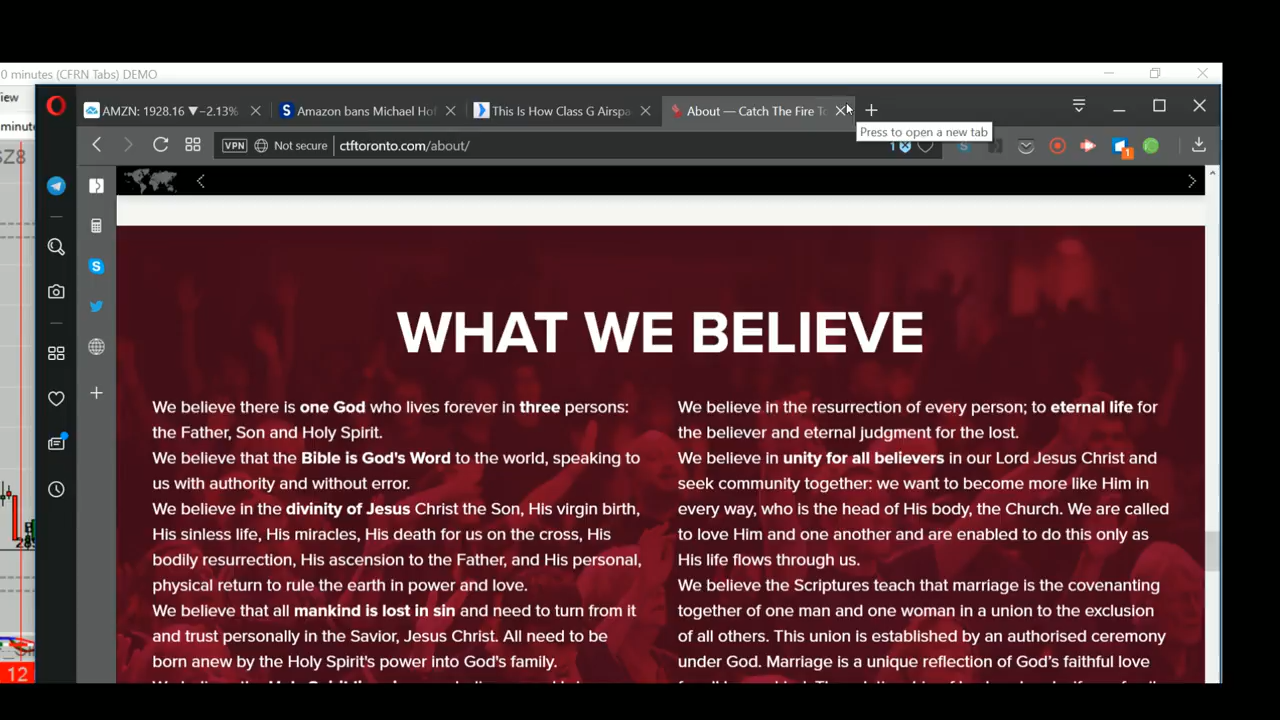 0 minutes (CFRN Tabs) DEMO
iew
minute
SZ8
AMZN: 1928.16 ▼−2.13%
Amazon bans Michael Hof
This Is How Class G Airspa
About — Catch The Fire To
Press to open a new tab
VPN
Not secure
ctftoronto.com/about/
1
1
WHAT WE BELIEVE
We believe there is one God who lives forever in three persons:
the Father, Son and Holy Spirit.
We believe that the Bible is God's Word to the world, speaking to
us with authority and without error.
We believe in the divinity of Jesus Christ the Son, His virgin birth,
His sinless life, His miracles, His death for us on the cross, His
bodily resurrection, His ascension to the Father, and His personal,
physical return to rule the earth in power and love.
We believe that all mankind is lost in sin and need to turn from it
and trust personally in the Savior, Jesus Christ. All need to be
born anew by the Holy Spirit's power into God's family.
We believe in the resurrection of every person; to eternal life for
the believer and eternal judgment for the lost.
We believe in unity for all believers in our Lord Jesus Christ and
seek community together: we want to become more like Him in
every way, who is the head of His body, the Church. We are called
to love Him and one another and are enabled to do this only as
His life flows through us.
We believe the Scriptures teach that marriage is the covenanting
together of one man and one woman in a union to the exclusion
of all others. This union is established by an authorised ceremony
under God. Marriage is a unique reflection of God's faithful love
12